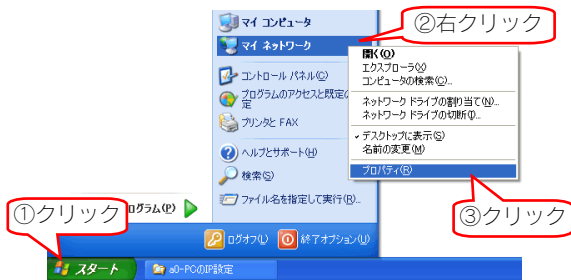 マイ コンピュータ
②右クリック
マイ ネットワーク
開く(O)
エクスプローラ(X)
コンピュータの検索(C)...
コントロール パネル(C)
プログラムのアクセスと既定の
定
ネットワーク ドライブの割り当て(N)...
ネットワーク ドライブの切断(I)...
プリンタと FAX
デスクトップに表示(S)
名前の変更(M)
ヘルプとサポート(H)
プロパティ(R)
検索(S)
ファイル名を指定して実行(R)...
①クリック
ログラム(P)
③クリック
ログオフ(L)
終了オプション(U)
スタート
a0-PCのIP設定